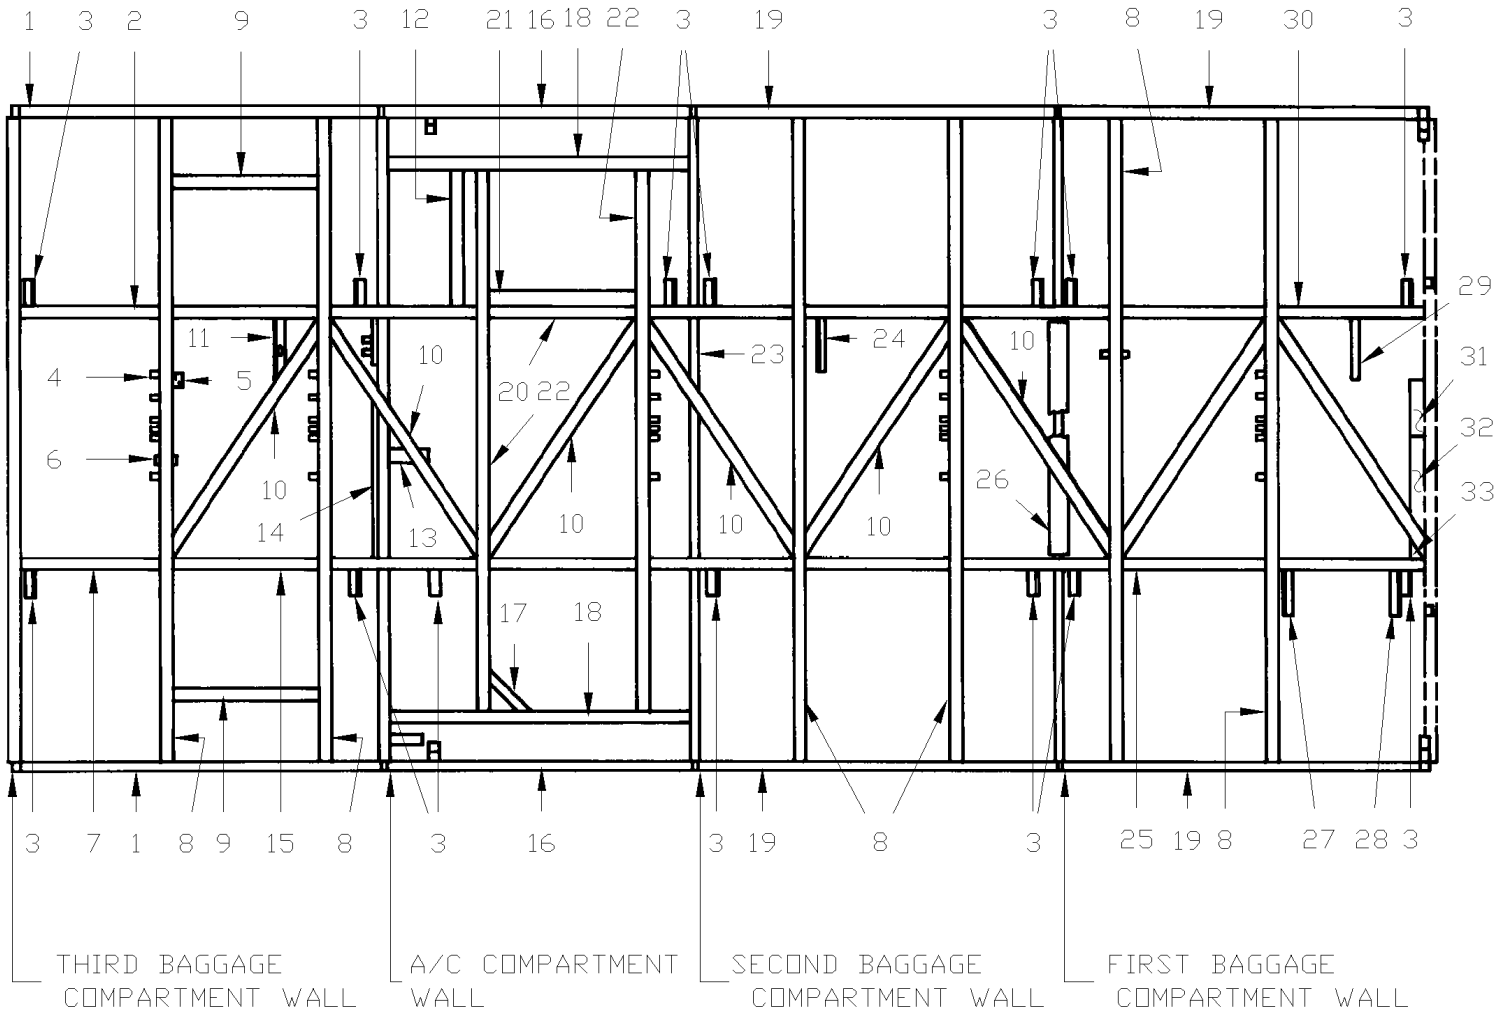 1 3 2 9 3 12 21 16 18 22 3 19 3 8 19 30 3
29
11 10 23 24 10 31
4 5 20 22
32
6 10 26 33
14 13 10 10 10
17 18
3 7 1 8 9 15 8 3 16 3 19 8 3 25 19 8 27 28 3
THIRD BAGGAGE A/C COMPARTMENT SECOND BAGGAGE FIRST BAGGAGE
COMPARTMENT WALL WALL COMPARTMENT WALL COMPARTMENT WALL